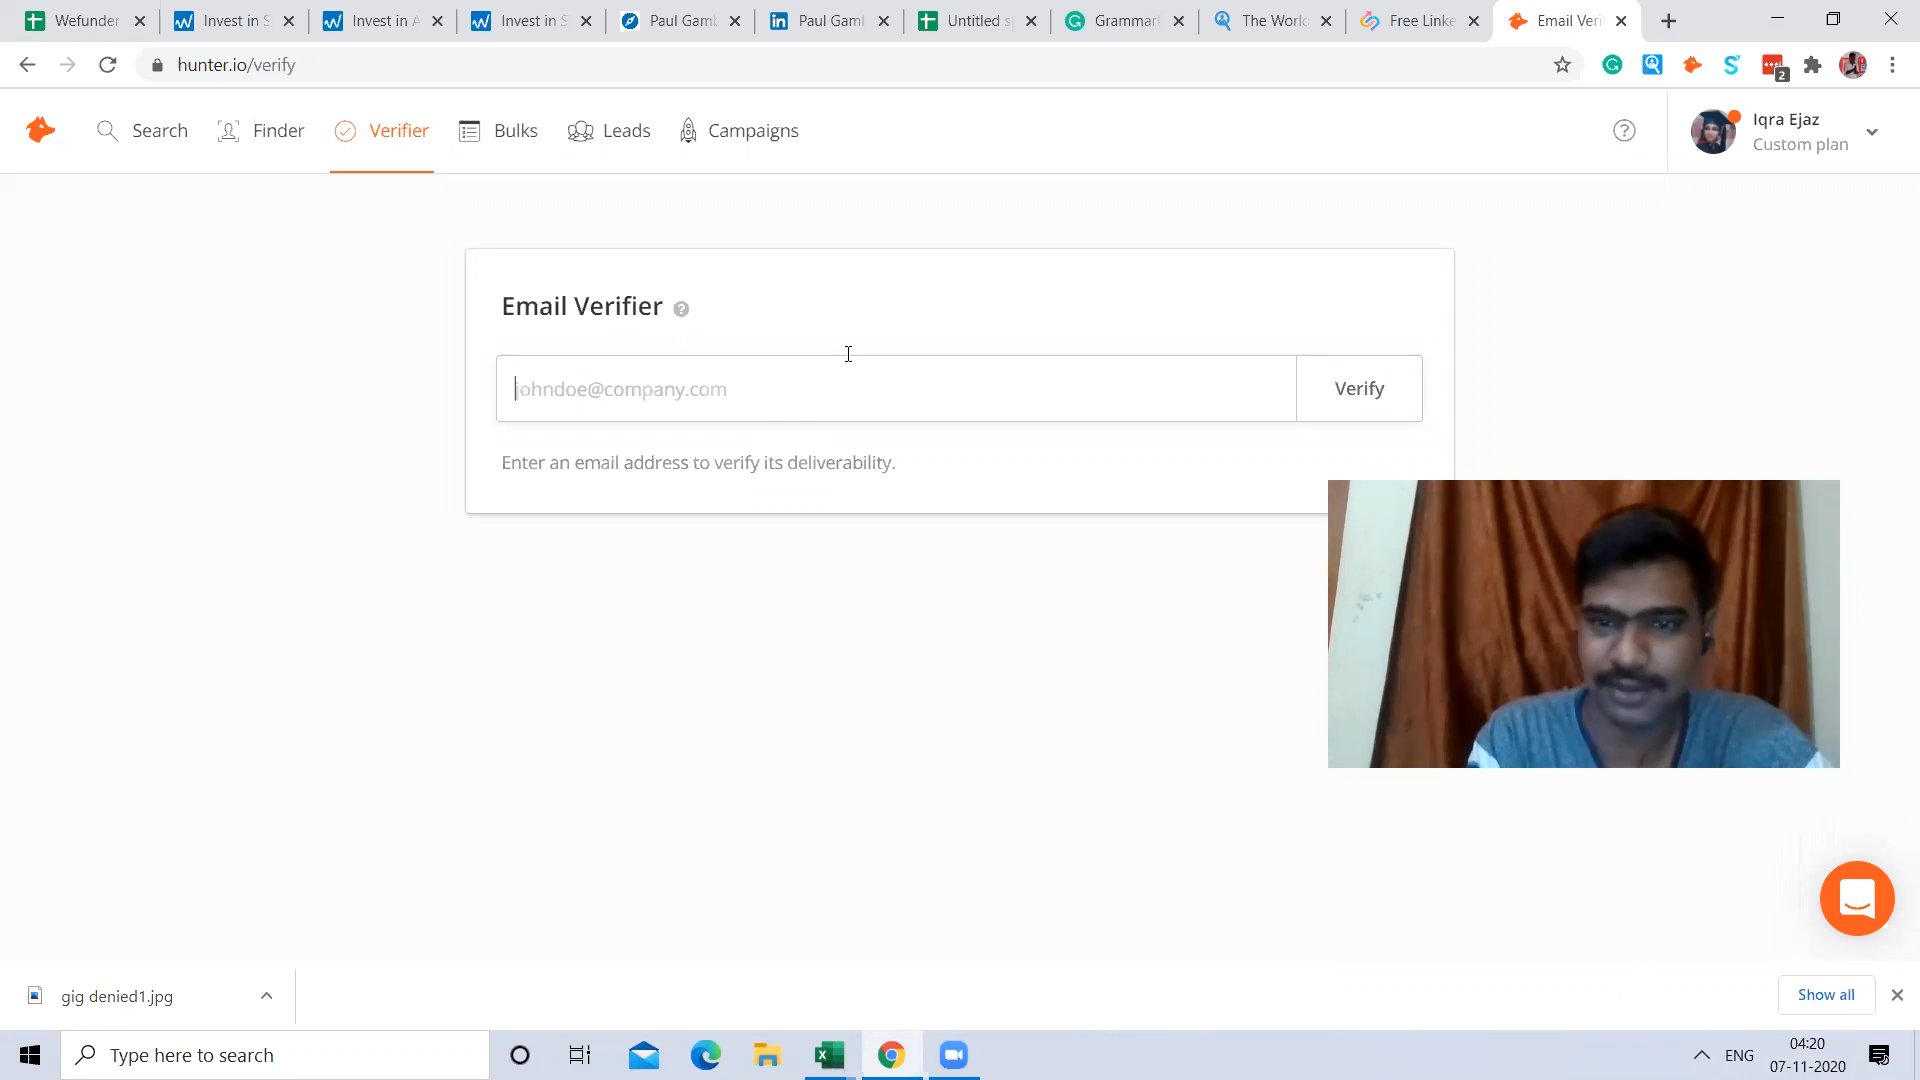 Wefunder
Invest in S
Invest in A
Invest in S
Paul Gamb
Paul Gaml
Untitled s
Grammar
The World
Free Linke
Email Veri
hunter.io/verify
2
Search
Finder
Verifier
Bulks
Leads
Campaigns
Iqra Ejaz
Custom plan
Email Verifier
johndoe@company.com
Verify
Enter an email address to verify its deliverability.
gig denied1.jpg
Show all
Type here to search
ENG
04:20
07-11-2020